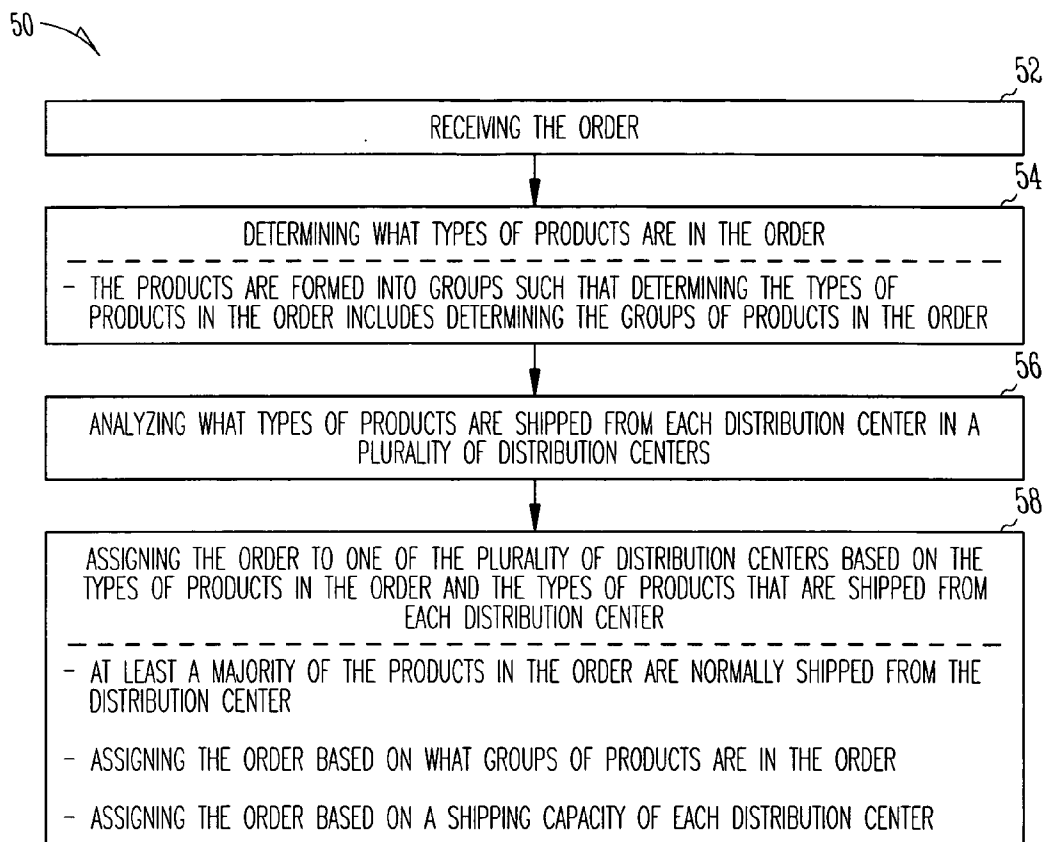 50
52
RECEIVING THE ORDER
54
DETERMINING WHAT TYPES OF PRODUCTS ARE IN THE ORDER
- THE PRODUCTS ARE FORMED INTO GROUPS SUCH THAT DETERMINING THE TYPES OF
PRODUCTS IN THE ORDER INCLUDES DETERMINING THE GROUPS OF PRODUCTS IN THE ORDER
56
ANALYZING WHAT TYPES OF PRODUCTS ARE SHIPPED FROM EACH DISTRIBUTION CENTER IN A
PLURALITY OF DISTRIBUTION CENTERS
58
ASSIGNING THE ORDER TO ONE OF THE PLURALITY OF DISTRIBUTION CENTERS BASED ON THE
TYPES OF PRODUCTS IN THE ORDER AND THE TYPES OF PRODUCTS THAT ARE SHIPPED FROM
EACH DISTRIBUTION CENTER
- AT LEAST A MAJORITY OF THE PRODUCTS IN THE ORDER ARE NORMALLY SHIPPED FROM THE
DISTRIBUTION CENTER
- ASSIGNING THE ORDER BASED ON WHAT GROUPS OF PRODUCTS ARE IN THE ORDER
- ASSIGNING THE ORDER BASED ON A SHIPPING CAPACITY OF EACH DISTRIBUTION CENTER